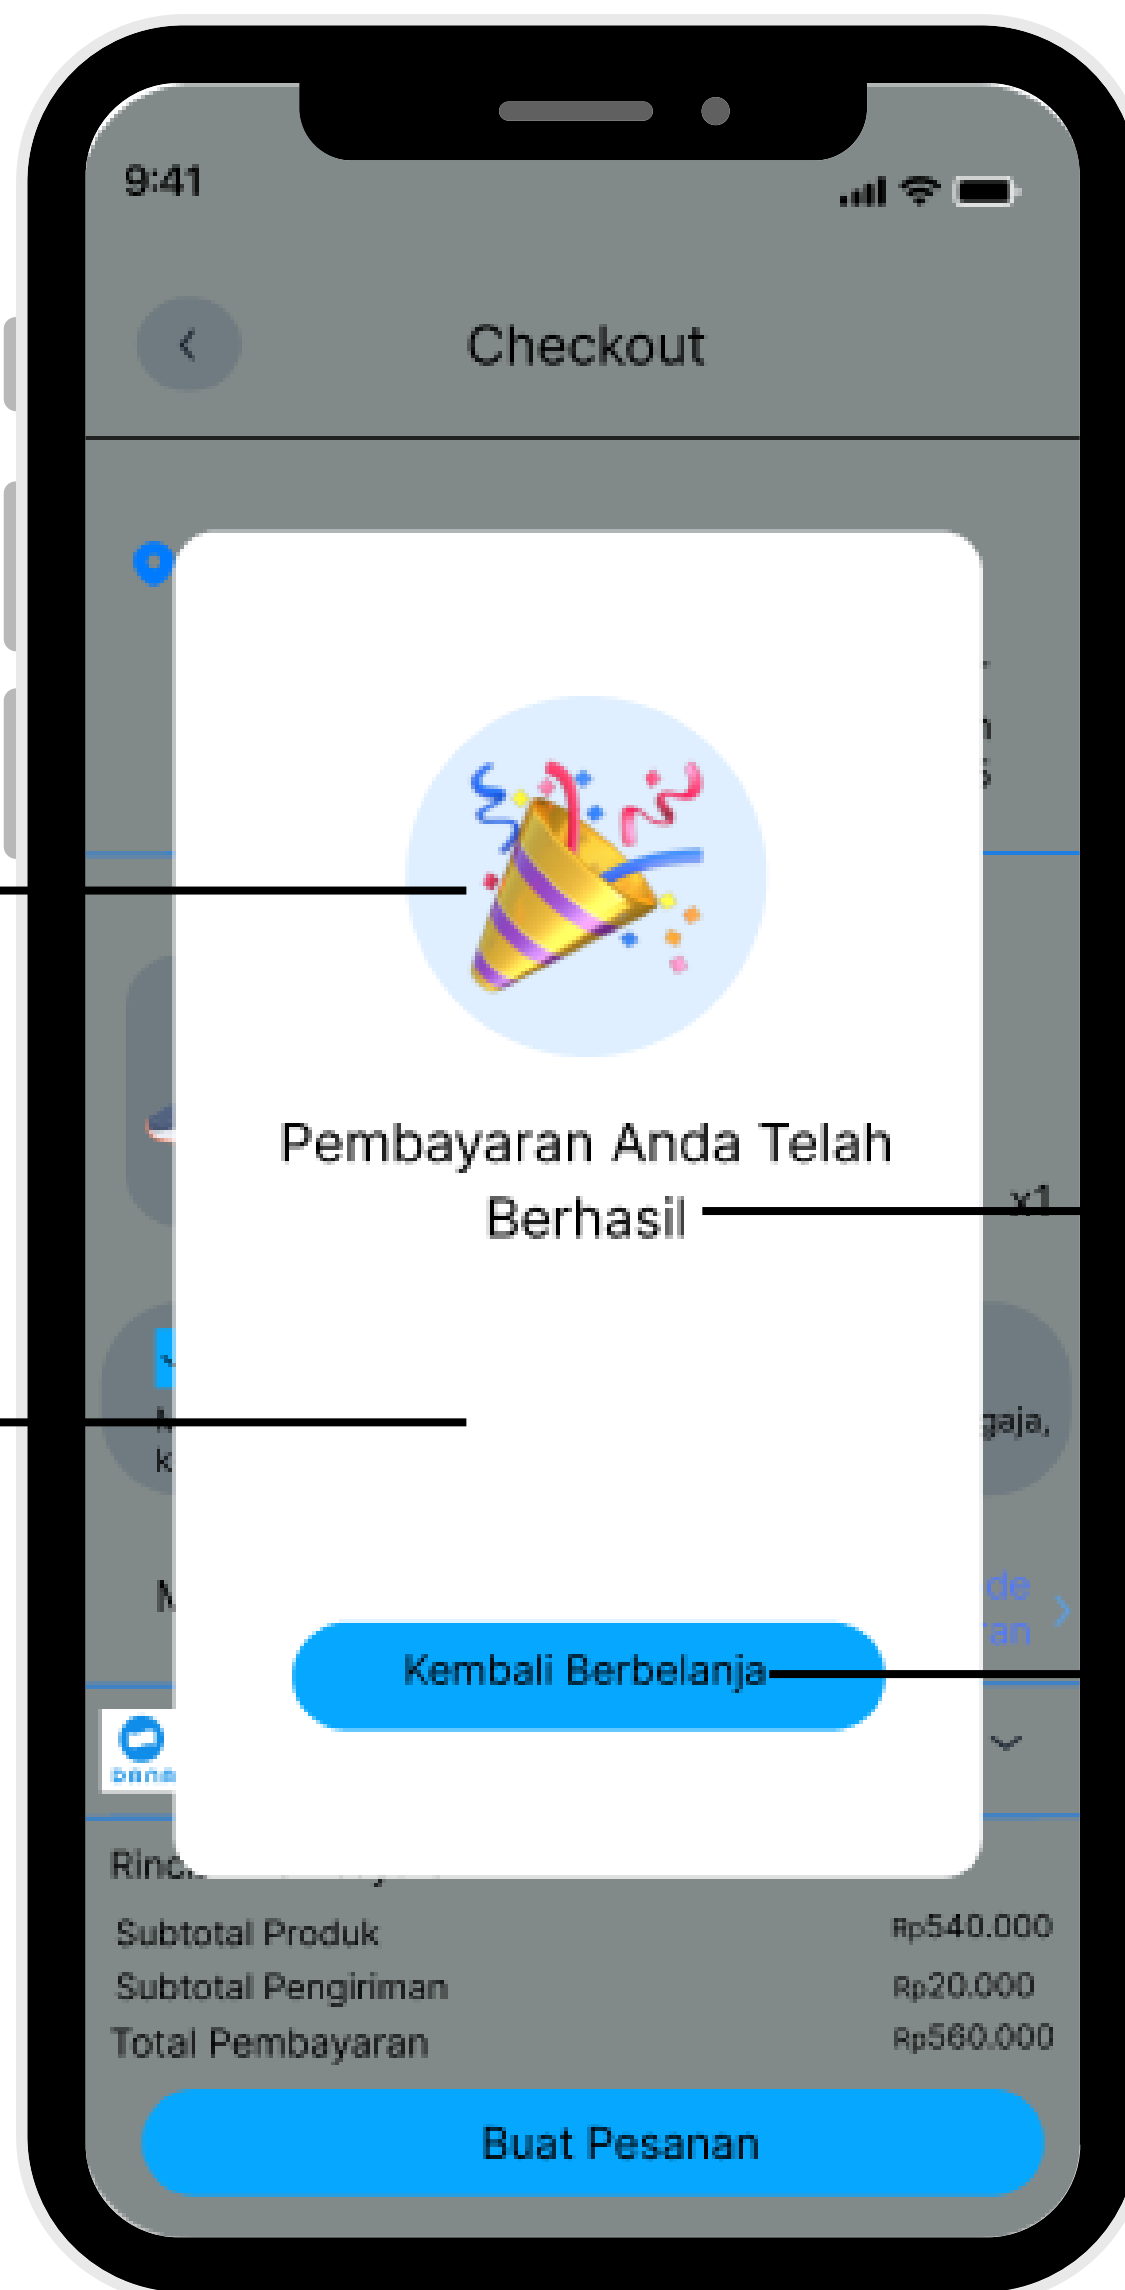 9:41
Checkout
Pembayaran Anda Telah
Berhasil
x1
gaja,
de
Kembali Berbelanja
DANA
Subtotal Produk Rp540.000
Subtotal Pengiriman Rp20.000
Total Pembayaran Rp560.000
Buat Pesanan